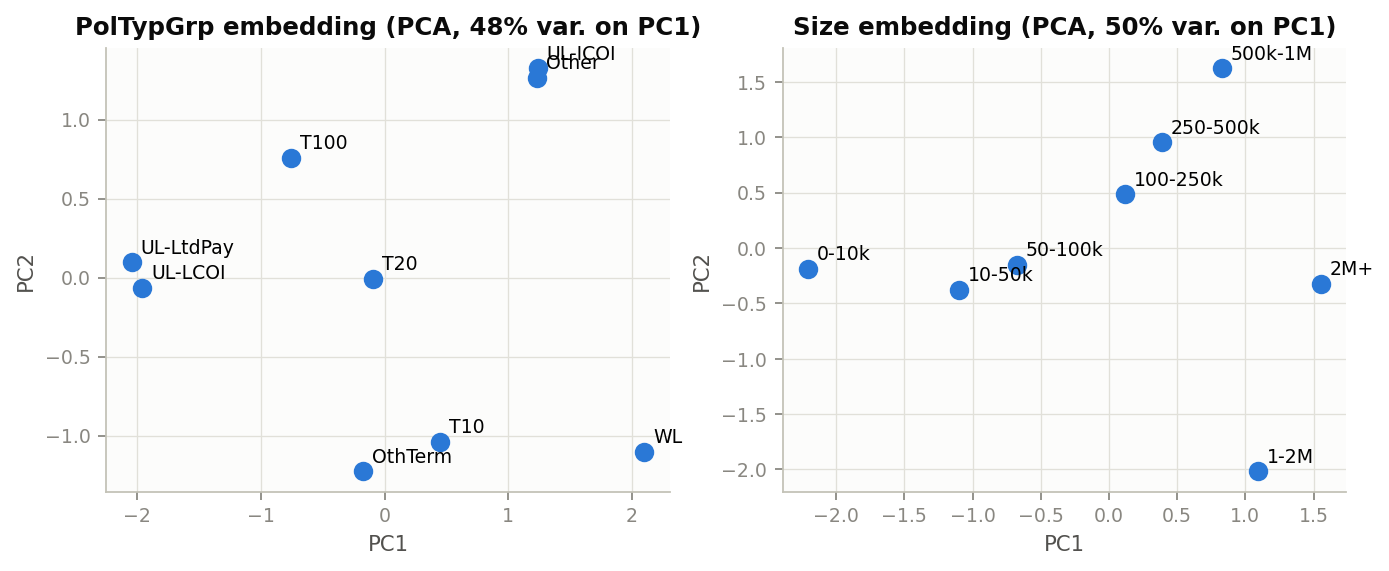 PolTypGrp embedding (PCA, 48% var. on PC1)
UL-ICOI
Other
T100
UL-LtdPay
UL-LCOI
T20
T10
OthTerm
WL
1.0
0.5
0.0
−0.5
−1.0
PC2
−2
−1
0
1
2
PC1
Size embedding (PCA, 50% var. on PC1)
500k-1M
250-500k
100-250k
0-10k
50-100k
10-50k
2M+
1-2M
1.5
1.0
0.5
0.0
−0.5
−1.0
−1.5
−2.0
PC2
−2.0
−1.5
−1.0
−0.5
0.0
0.5
1.0
1.5
PC1